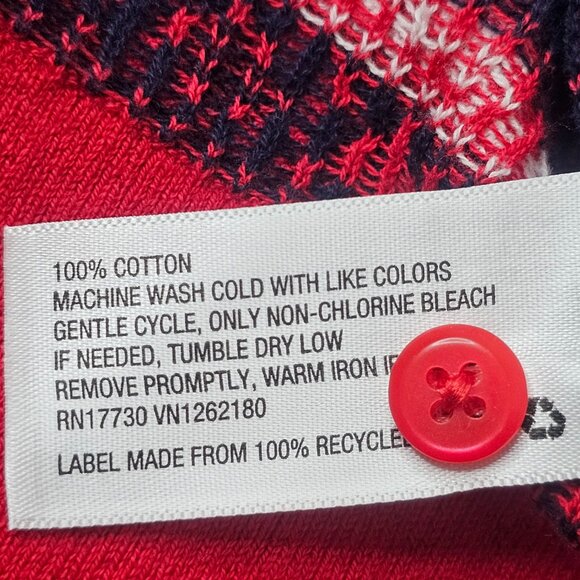 100% COTTON
MACHINE WASH COLD WITH LIKE COLORS
GENTLE CYCLE, ONLY NON-CHLORINE BLEACH
IF NEEDED, TUMBLE DRY LOW
REMOVE PROMPTLY, WARM IRON
RN17730 VN1262180
LABEL MADE FROM 100%